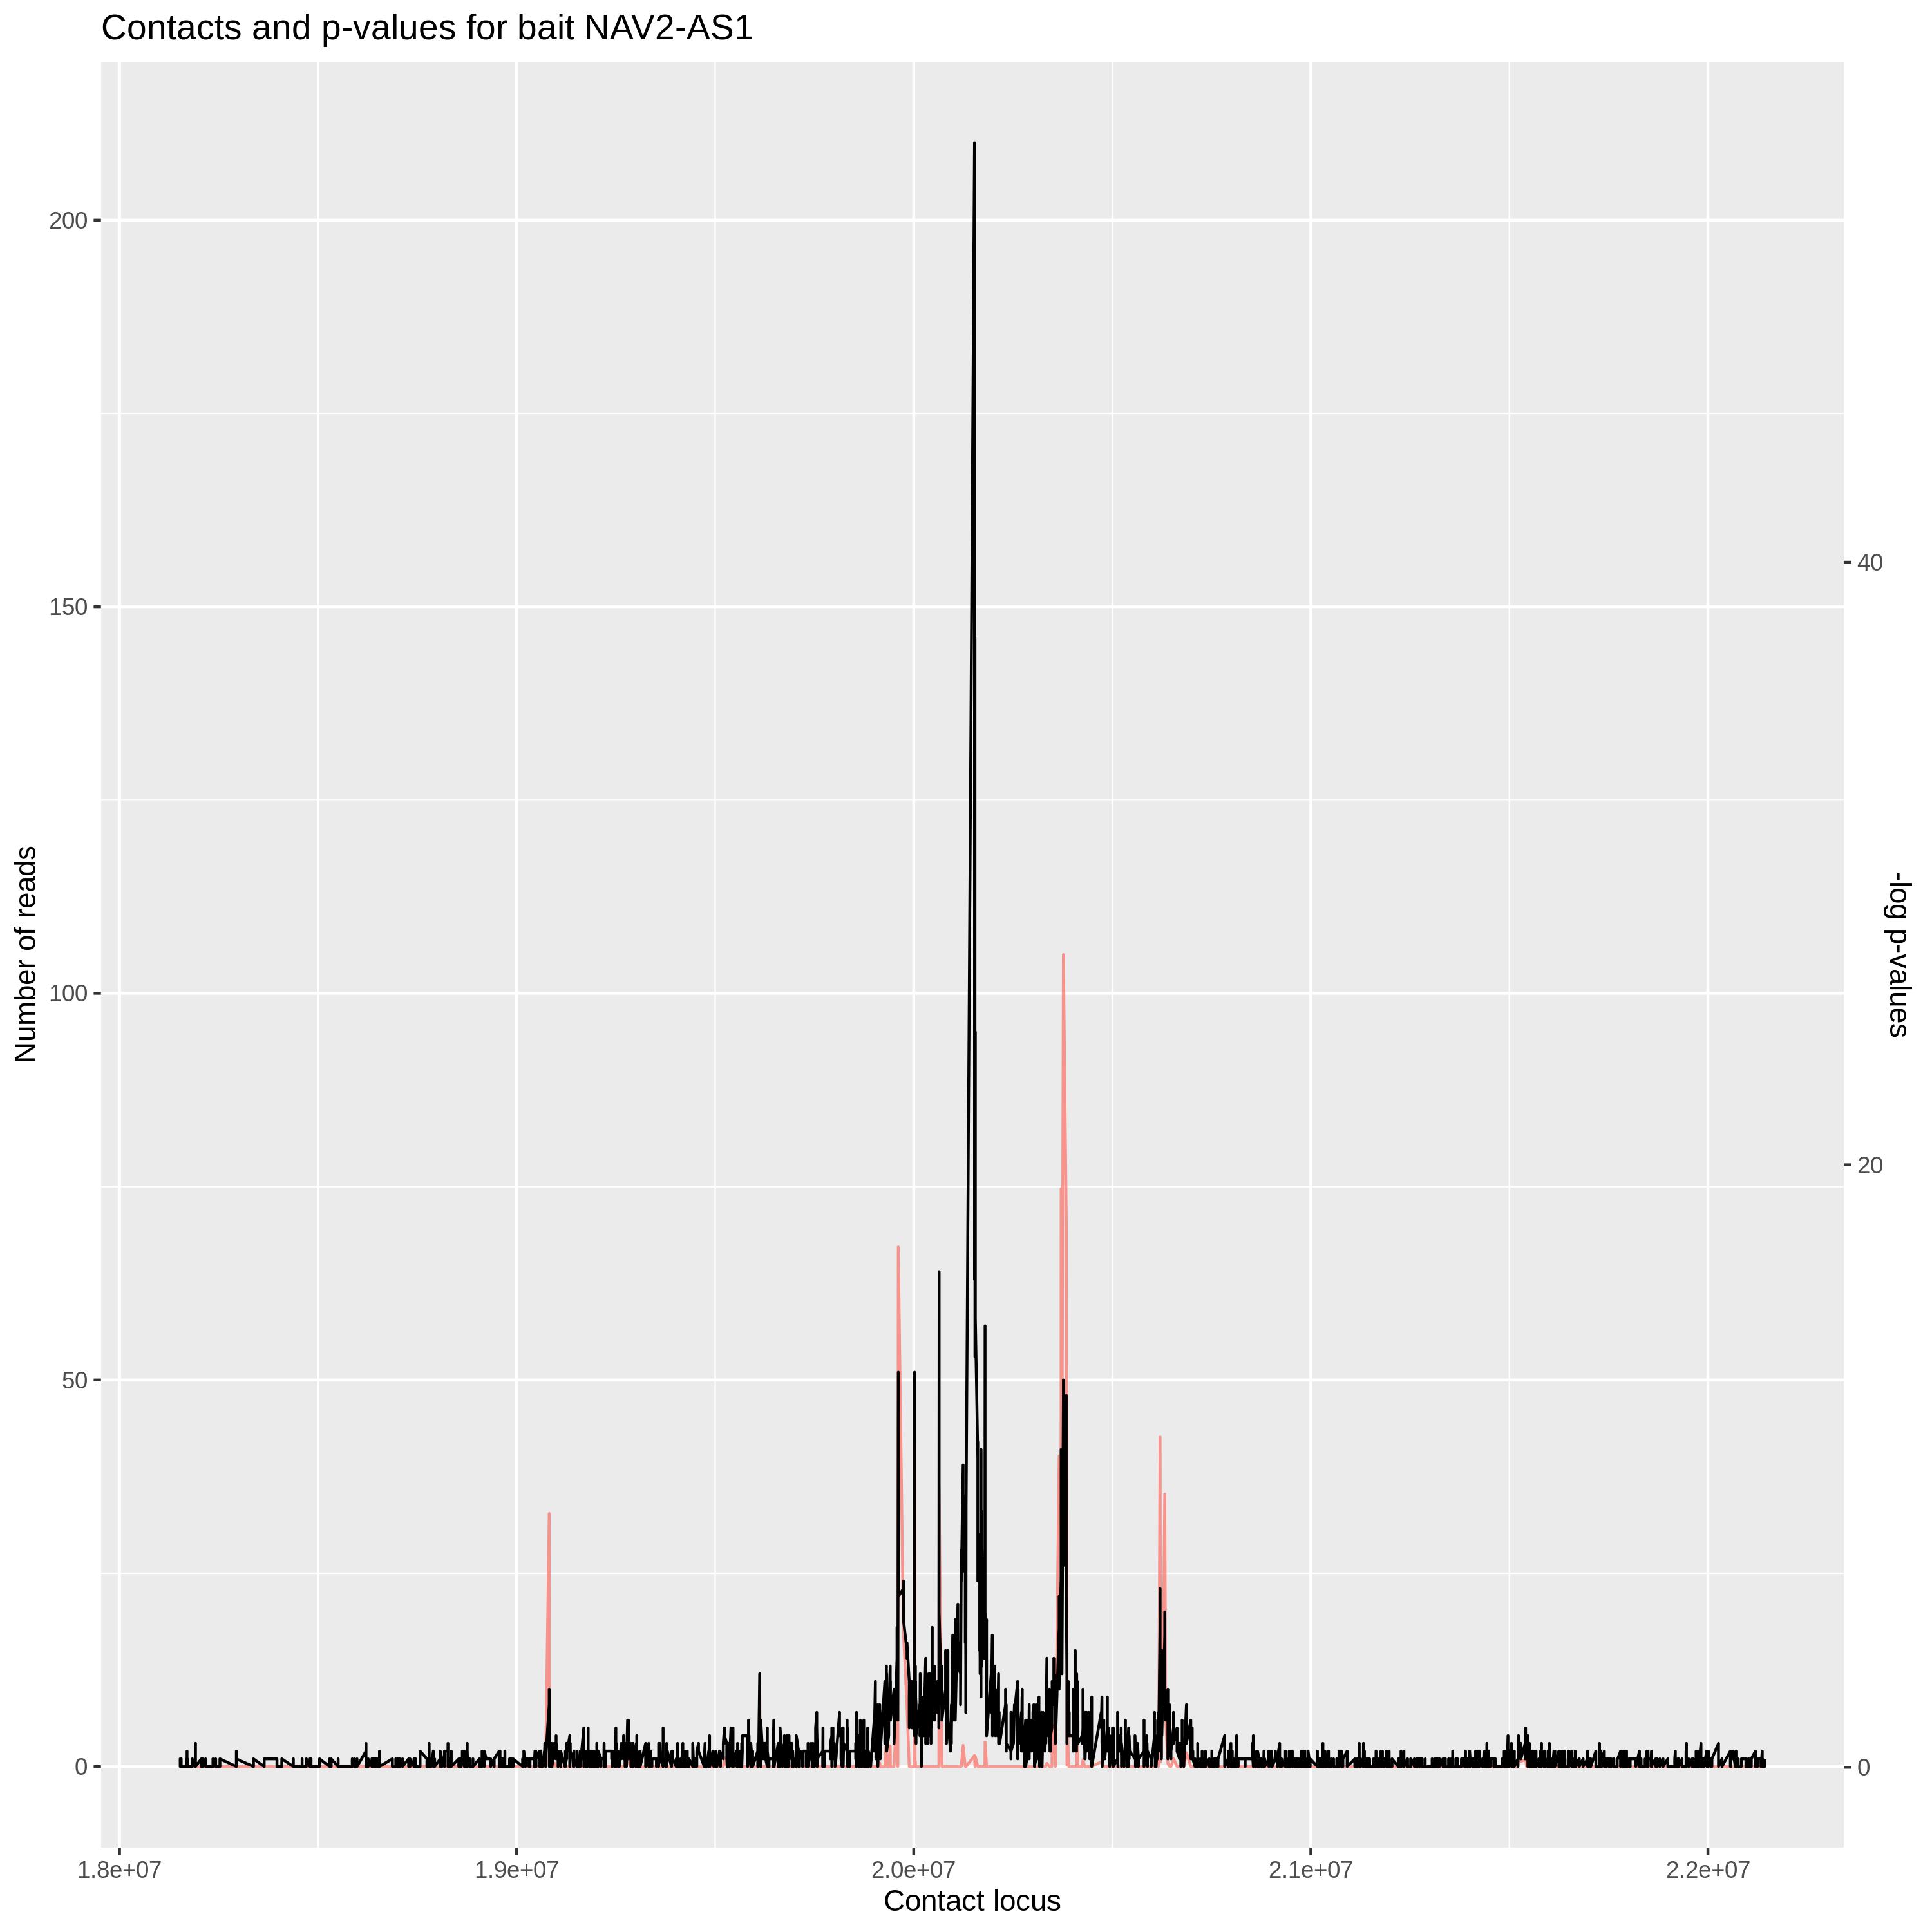 Contacts and p-values for bait NAV2-AS1
200
150
100
50
0
Number of reads
40
20
0
-log p-values
1.8e+07
1.9e+07
2.0e+07
2.1e+07
2.2e+07
Contact locus